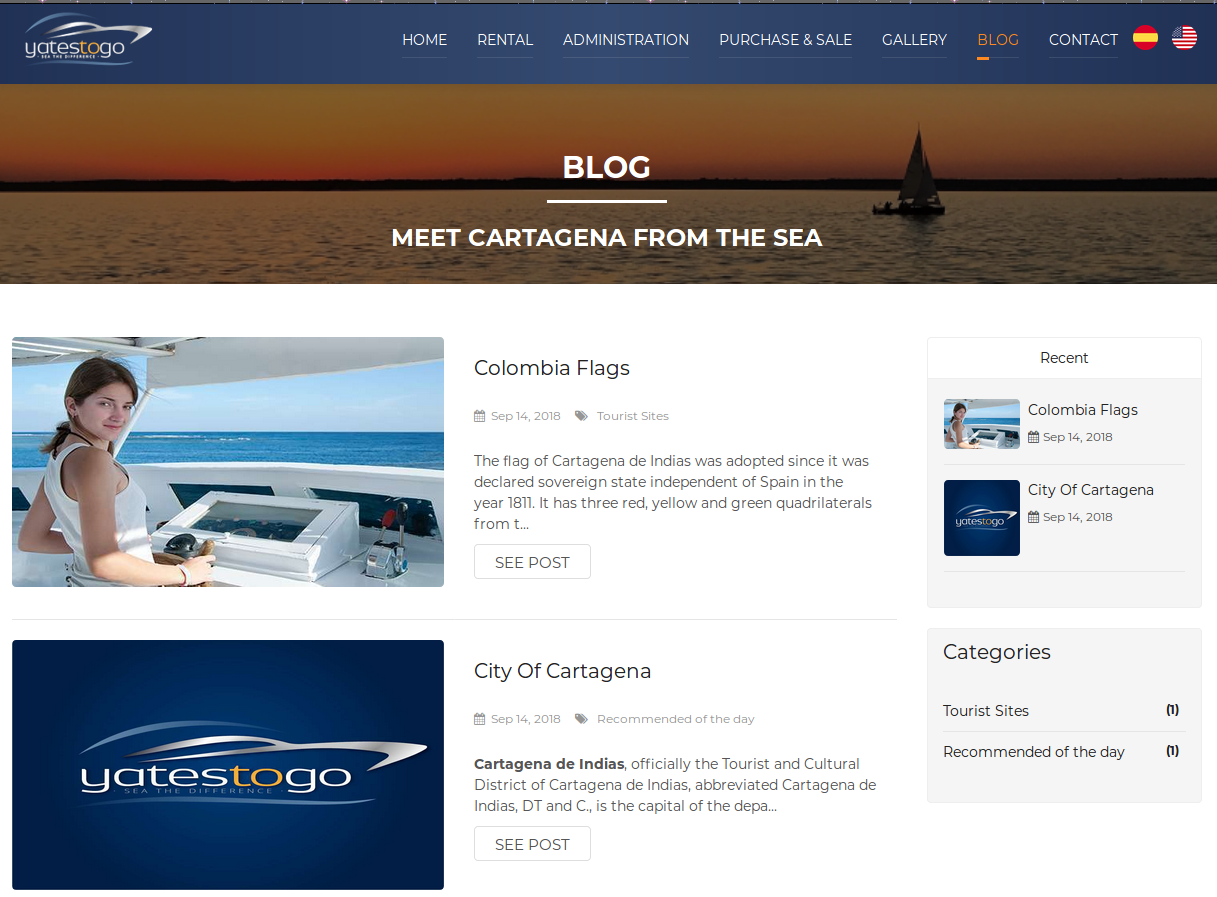 yatestogo
· SEA THE DIFFERENCE ·
HOME RENTAL ADMINISTRATION PURCHASE & SALE GALLERY BLOG CONTACT
BLOG
MEET CARTAGENA FROM THE SEA
Colombia Flags
Sep 14, 2018 Tourist Sites
The flag of Cartagena de Indias was adopted since it was
declared sovereign state independent of Spain in the
year 1811. It has three red, yellow and green quadrilaterals
from t...
SEE POST
yatestogo
· SEA THE DIFFERENCE ·
City Of Cartagena
Sep 14, 2018 Recommended of the day
Cartagena de Indias, officially the Tourist and Cultural
District of Cartagena de Indias, abbreviated Cartagena de
Indias, DT and C., is the capital of the depa...
SEE POST
Recent
Colombia Flags
Sep 14, 2018
yatestogo
City Of Cartagena
Sep 14, 2018
Categories
Tourist Sites (1)
Recommended of the day (1)